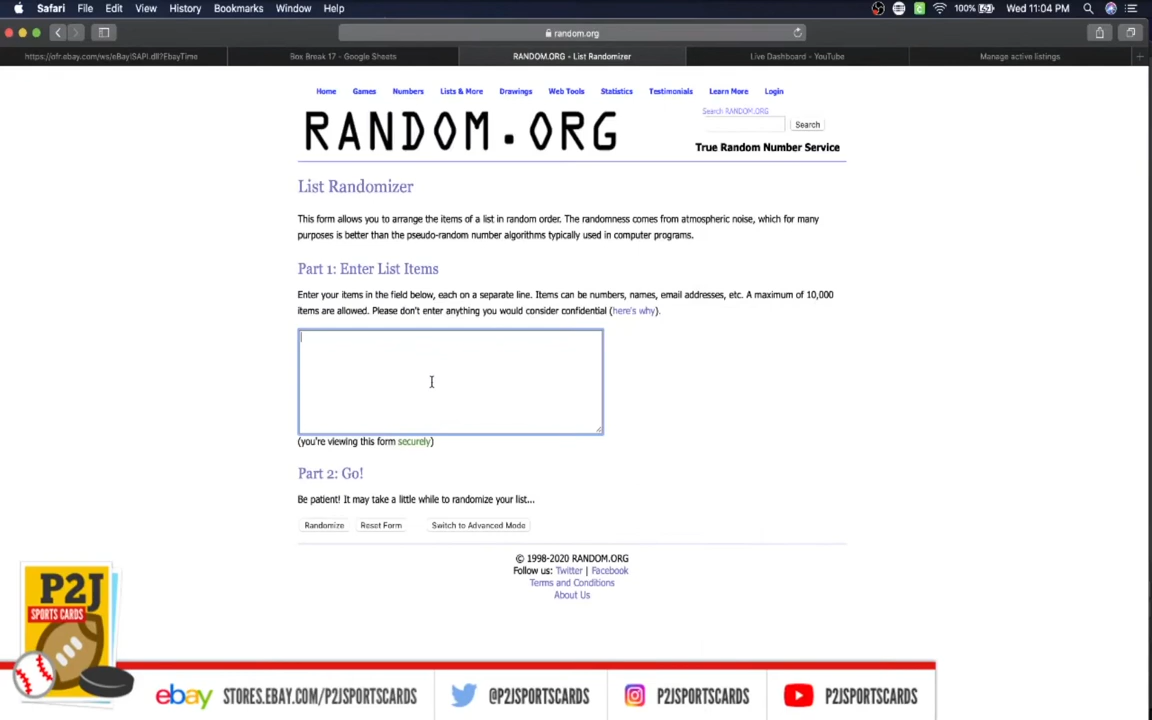 Safari File Edit View History Bookmarks Window Help 100% Wed 11:04 PM
random.org
https://ofr.ebay.com/ws/eBayISAPI.dll?EbayTime Box Break 17 - Google Sheets RANDOM.ORG - List Randomizer Live Dashboard - YouTube Manage active listings
Home Games Numbers Lists & More Drawings Web Tools Statistics Testimonials Learn More Login
Search RANDOM.ORG
RANDOM.ORG
Search
True Random Number Service
List Randomizer
This form allows you to arrange the items of a list in random order. The randomness comes from atmospheric noise, which for many
purposes is better than the pseudo-random number algorithms typically used in computer programs.
Part 1: Enter List Items
Enter your items in the field below, each on a separate line. Items can be numbers, names, email addresses, etc. A maximum of 10,000
items are allowed. Please don't enter anything you would consider confidential (here's why).
(you're viewing this form securely)
Part 2: Go!
Be patient! It may take a little while to randomize your list...
Randomize Reset Form Switch to Advanced Mode
© 1998-2020 RANDOM.ORG
Follow us: Twitter | Facebook
Terms and Conditions
About Us
P2J
SPORTS CARDS
ebay STORES.EBAY.COM/P2JSPORTSCARDS @P2JSPORTSCARDS P2JSPORTSCARDS P2JSPORTSCARDS